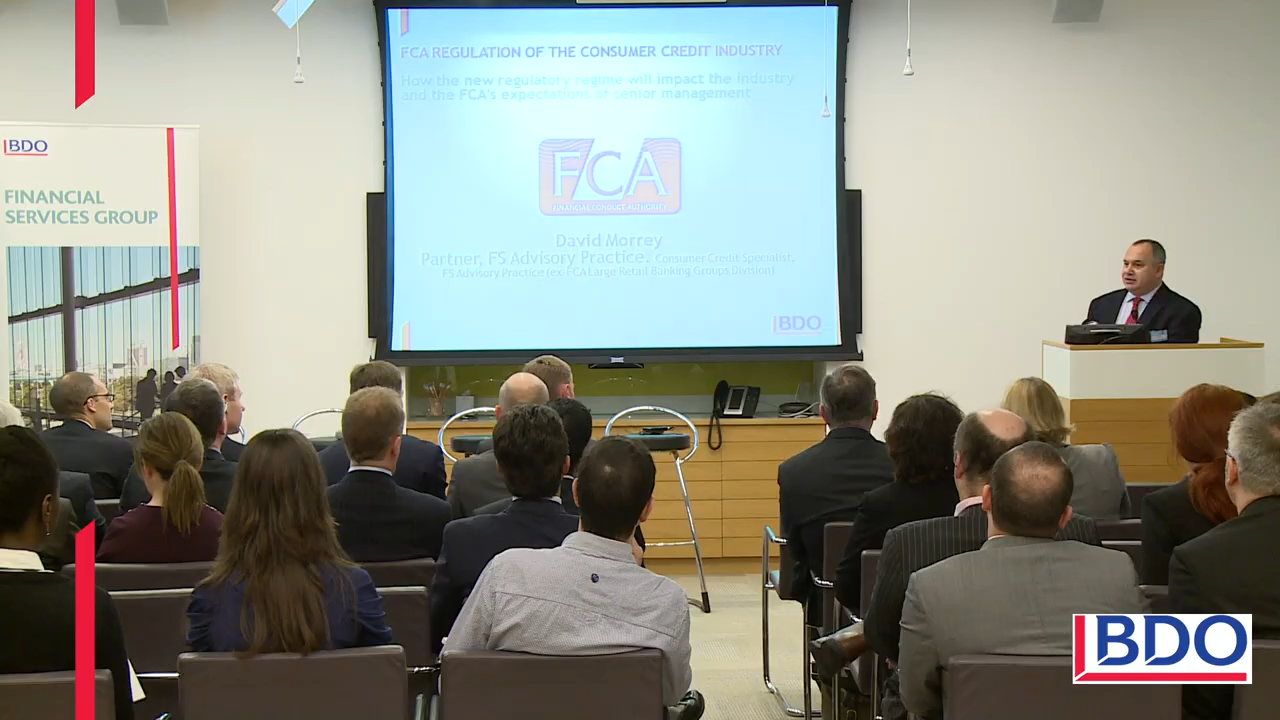 FCA REGULATION OF THE CONSUMER CREDIT INDUSTRY
How the new regulatory regime will impact the industry
and the FCA's expectations of senior management
FCA
FINANCIAL CONDUCT AUTHORITY
David Morrey
Partner, FS Advisory Practice. Consumer Credit Specialist,
FS Advisory Practice (ex-FCA Large Retail Banking Groups Division)
BDO
BDO
FINANCIAL
SERVICES GROUP
BDO